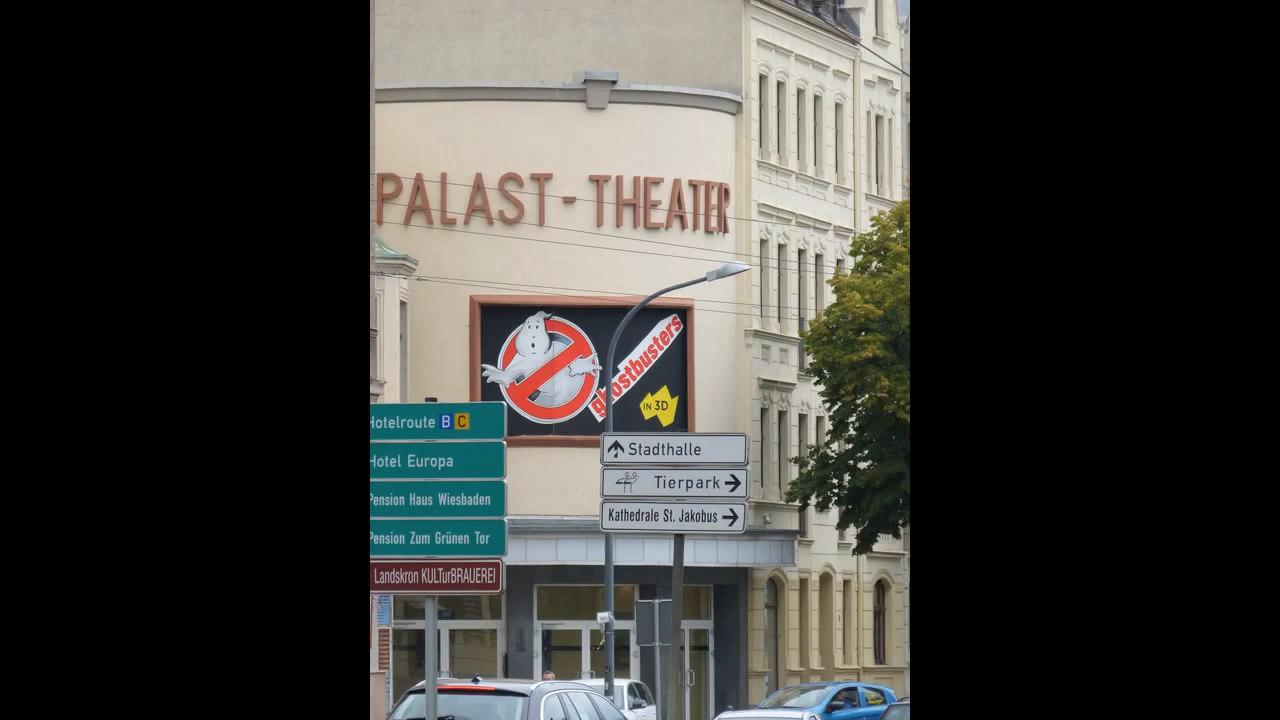 PALAST-THEATER
ghostbusters
IN 3D
Hotelroute B C
Hotel Europa
Pension Haus Wiesbaden
Pension Zum Grünen Tor
Landskron KULTurBRAUEREI
Stadthalle
Tierpark
Kathedrale St. Jakobus